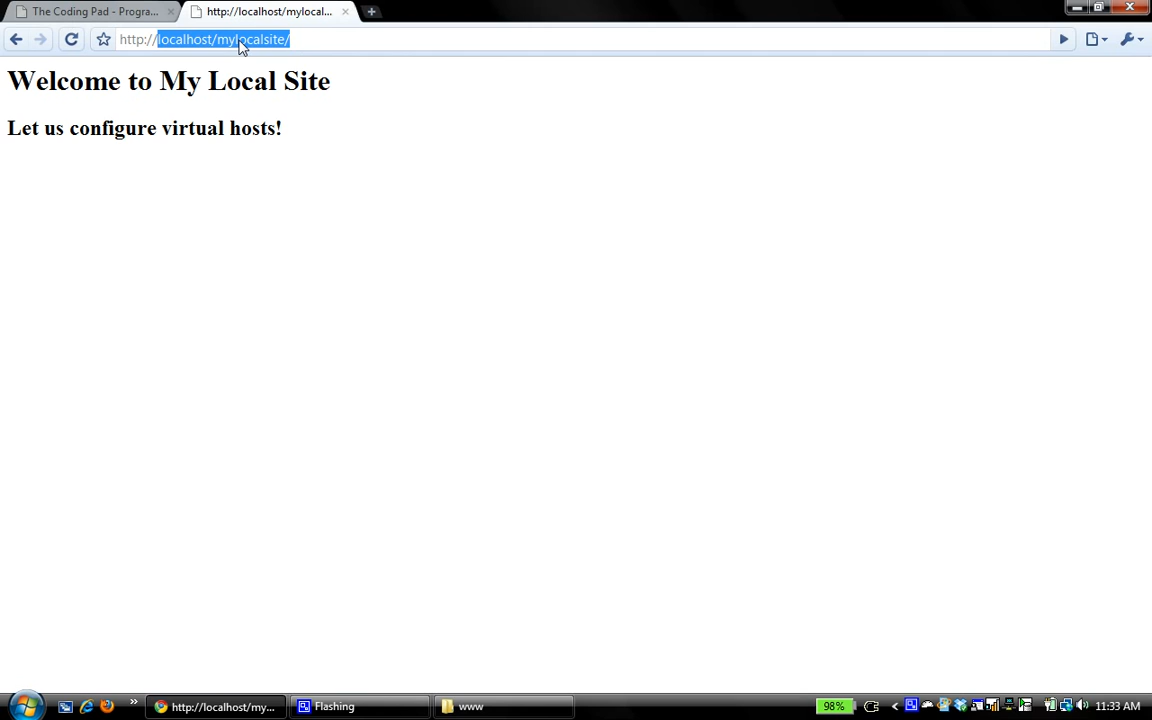 The Coding Pad - Progra...
http://localhost/mylocal...
http://localhost/mylocalsite/
Welcome to My Local Site
Let us configure virtual hosts!
http://localhost/my...
Flashing
www
98%
11:33 AM